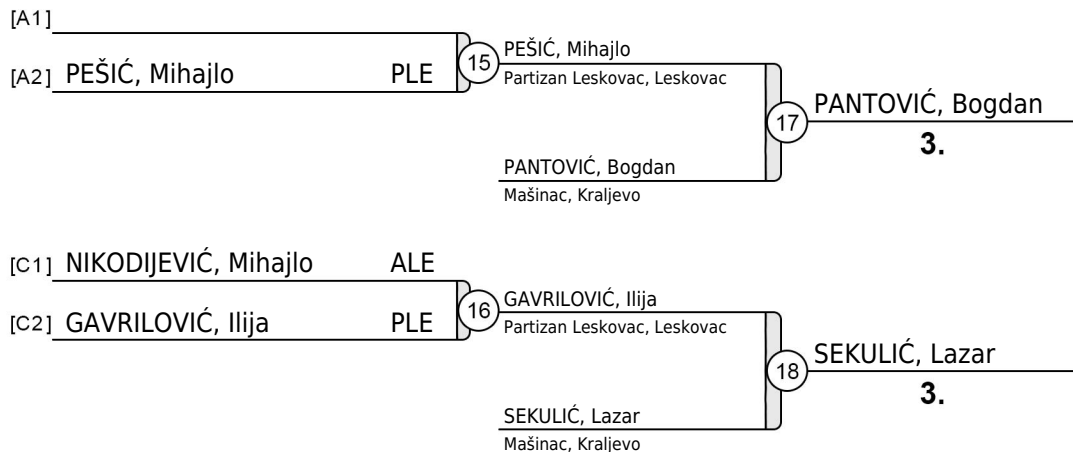 [A1]
[A2] PEŠIĆ, Mihajlo PLE
15
PEŠIĆ, Mihajlo
Partizan Leskovac, Leskovac
PANTOVIĆ, Bogdan
Mašinac, Kraljevo
17
PANTOVIĆ, Bogdan
3.
[C1] NIKODIJEVIĆ, Mihajlo ALE
[C2] GAVRILOVIĆ, Ilija PLE
16
GAVRILOVIĆ, Ilija
Partizan Leskovac, Leskovac
SEKULIĆ, Lazar
Mašinac, Kraljevo
18
SEKULIĆ, Lazar
3.